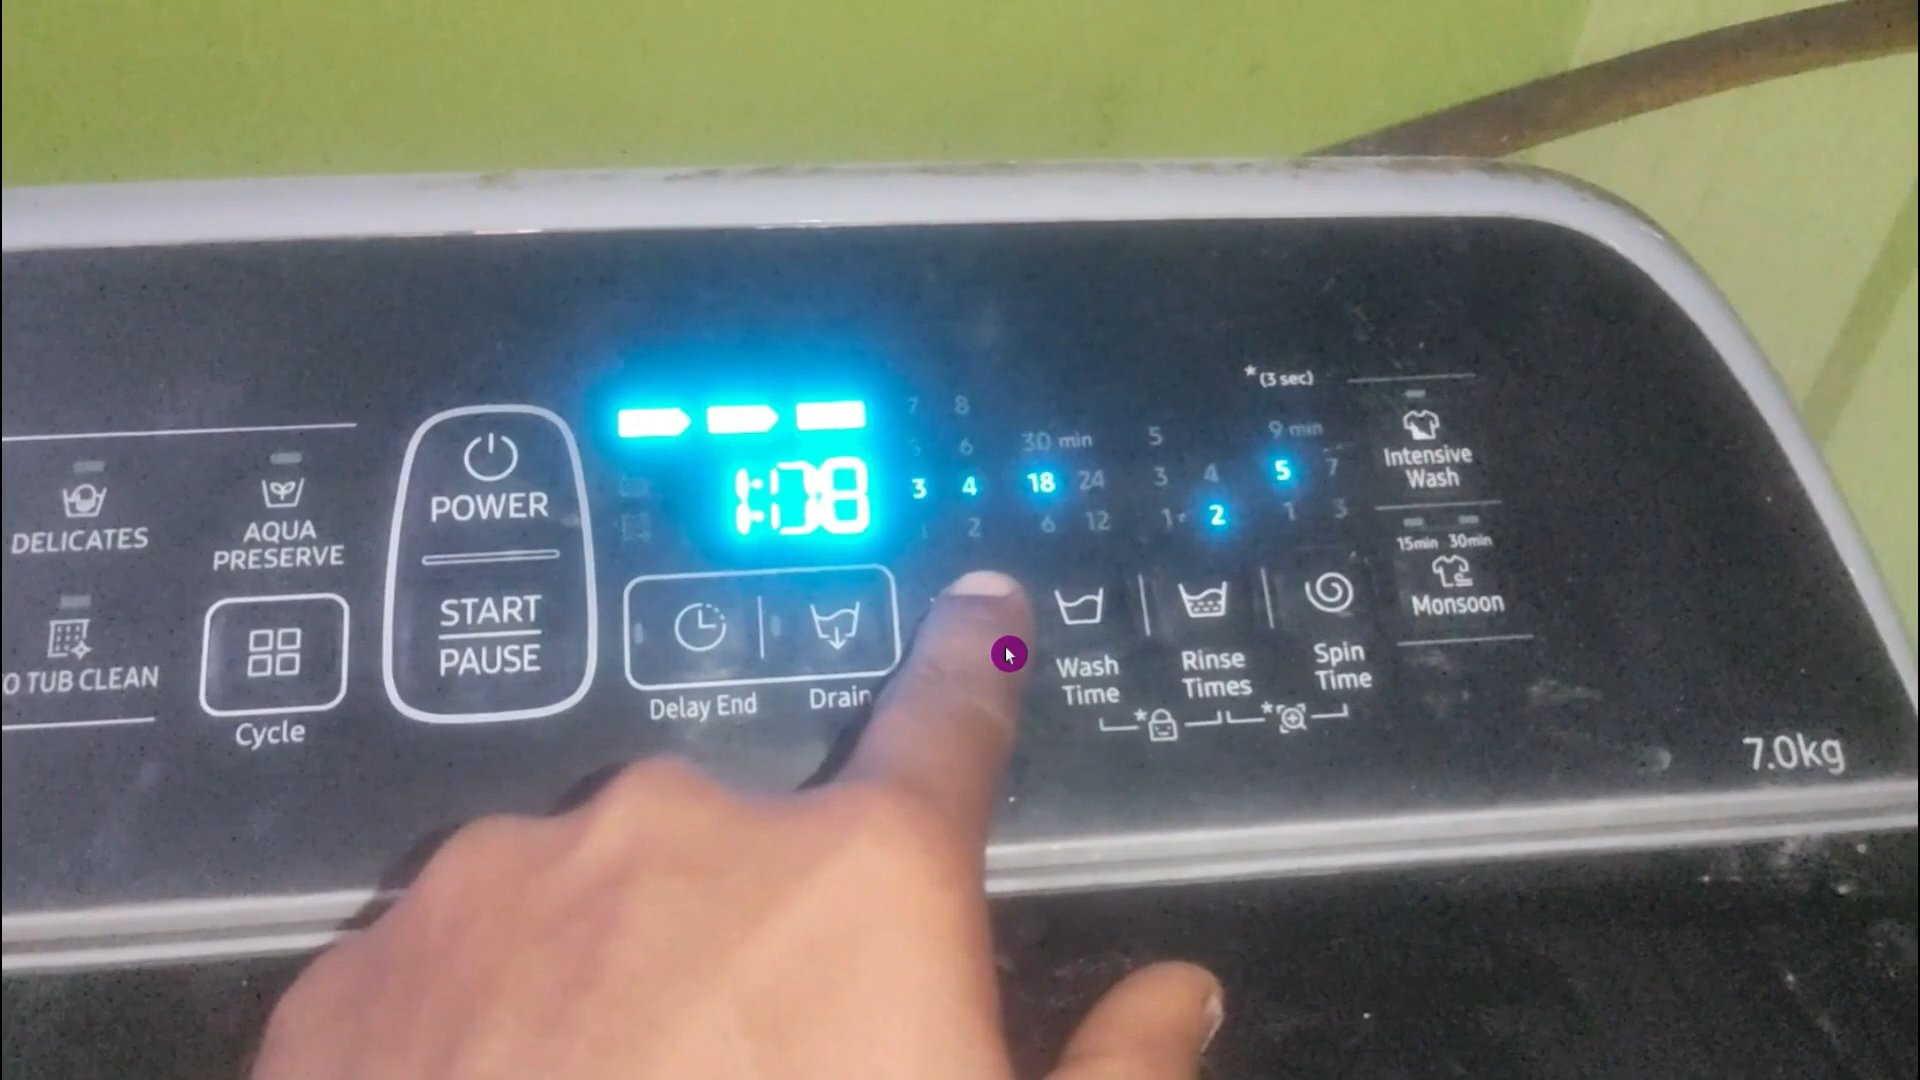 DELICATES
AQUA
PRESERVE
O TUB CLEAN
Cycle
POWER
START
PAUSE
1:08
Delay End
Drain
7 8
5 6
3 4
1 2
30 min
18 24
6 12
5
3 4
1 2
* (3 sec)
9 min
5 7
1 3
Wash
Time
Rinse
Times
Spin
Time
* *
Intensive
Wash
15min 30min
Monsoon
7.0kg